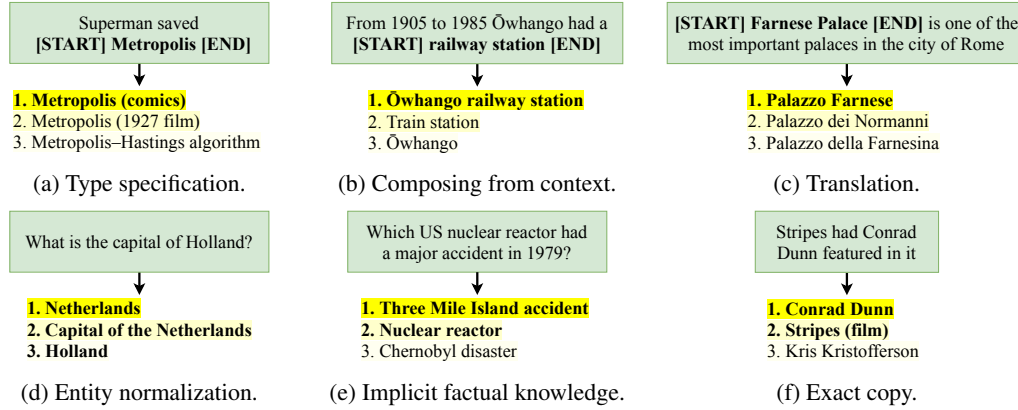 Superman saved
[START] Metropolis [END]
1. Metropolis (comics)
2. Metropolis (1927 film)
3. Metropolis–Hastings algorithm
(a) Type specification.
From 1905 to 1985 Ōwhango had a
[START] railway station [END]
1. Ōwhango railway station
2. Train station
3. Ōwhango
(b) Composing from context.
[START] Farnese Palace [END] is one of the
most important palaces in the city of Rome
1. Palazzo Farnese
2. Palazzo dei Normanni
3. Palazzo della Farnesina
(c) Translation.
What is the capital of Holland?
1. Netherlands
2. Capital of the Netherlands
3. Holland
(d) Entity normalization.
Which US nuclear reactor had
a major accident in 1979?
1. Three Mile Island accident
2. Nuclear reactor
3. Chernobyl disaster
(e) Implicit factual knowledge.
Stripes had Conrad
Dunn featured in it
1. Conrad Dunn
2. Stripes (film)
3. Kris Kristofferson
(f) Exact copy.